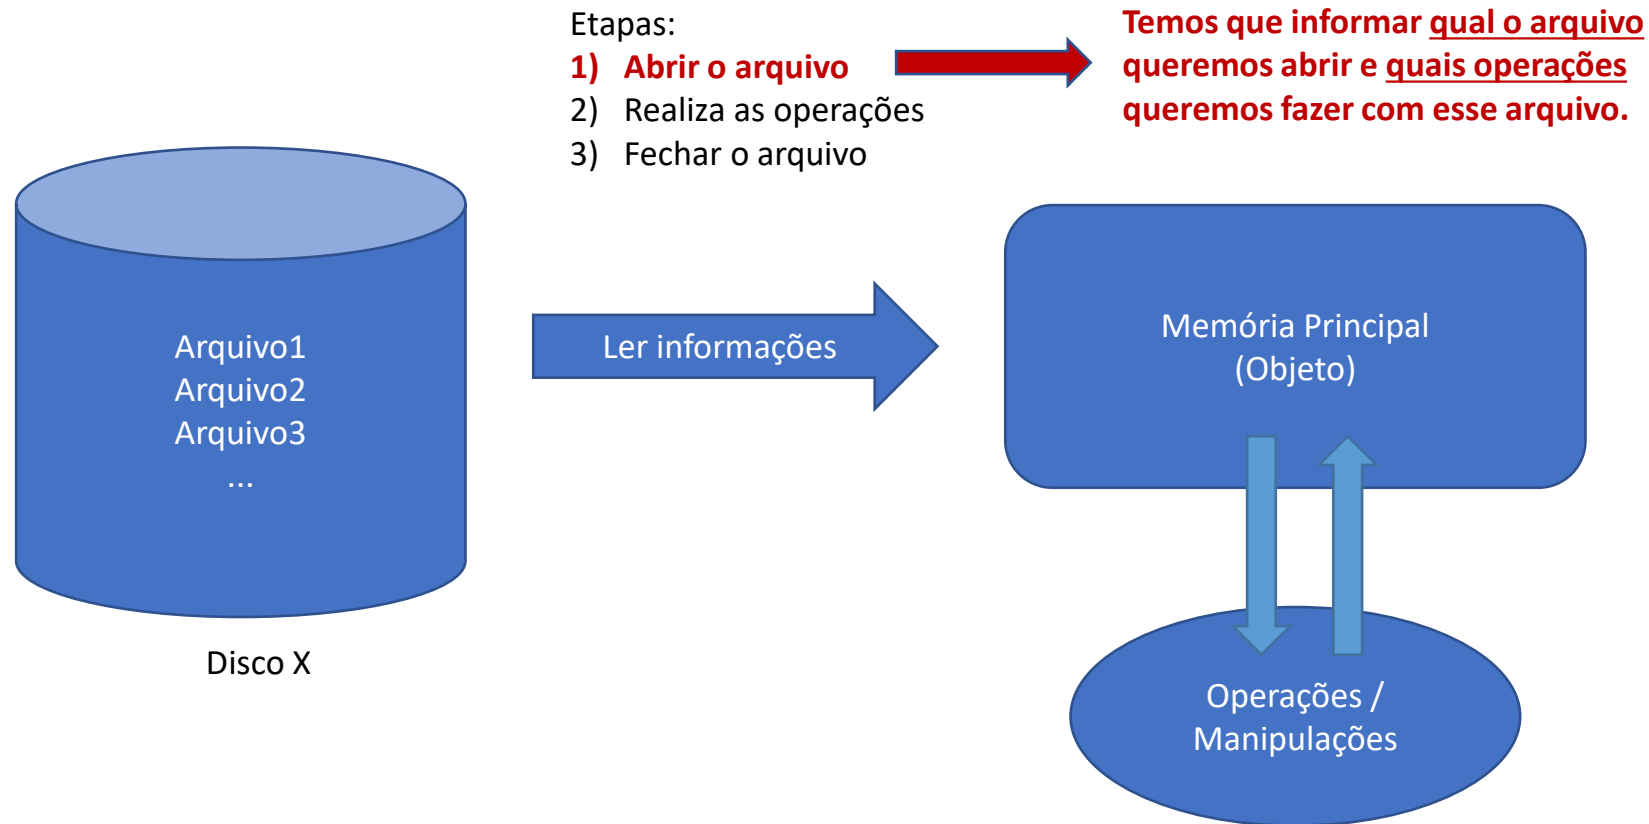 Etapas:
1) Abrir o arquivo
2) Realiza as operações
3) Fechar o arquivo
Temos que informar qual o arquivo
queremos abrir e quais operações
queremos fazer com esse arquivo.
Arquivo1
Arquivo2
Arquivo3
...
Disco X
Ler informações
Memória Principal
(Objeto)
Operações /
Manipulações